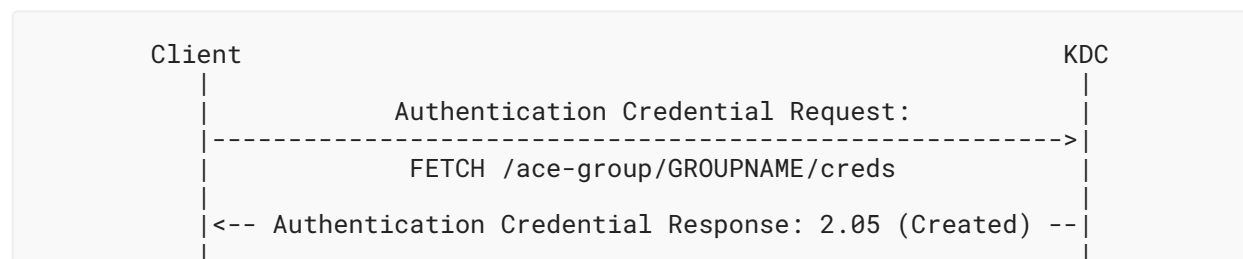 Client KDC
| |
| Authentication Credential Request: |
|-------------------------------------------------------->|
| FETCH /ace-group/GROUPNAME/creds |
| |
|<-- Authentication Credential Response: 2.05 (Created) --|
| |